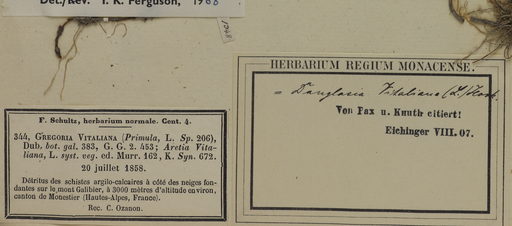 Det./Rev. I. K. Ferguson, 1968
F. Schultz, herbarium normale. Cent. 4.
344, GREGORIA VITALIANA (Primula, L. Sp. 206),
Dub. bot. gal. 383, G. G. 2. 453; Aretia Vita-
liana, L. syst. veg. ed. Murr. 162, K. Syn. 672.
20 juillet 1858.
Détritus des schistes argilo-calcaires à côté des neiges fon-
dantes sur le mont Galibier, à 3000 mètres d'altitude environ,
canton de Monestier (Hautes-Alpes, France).
Rec. C. Ozanon.
HERBARIUM REGIUM MONACENSE.
= Douglasia Vitaliana (L.) Hook.
Von Pax u. Knuth citiert!
Eichinger VIII. 07.